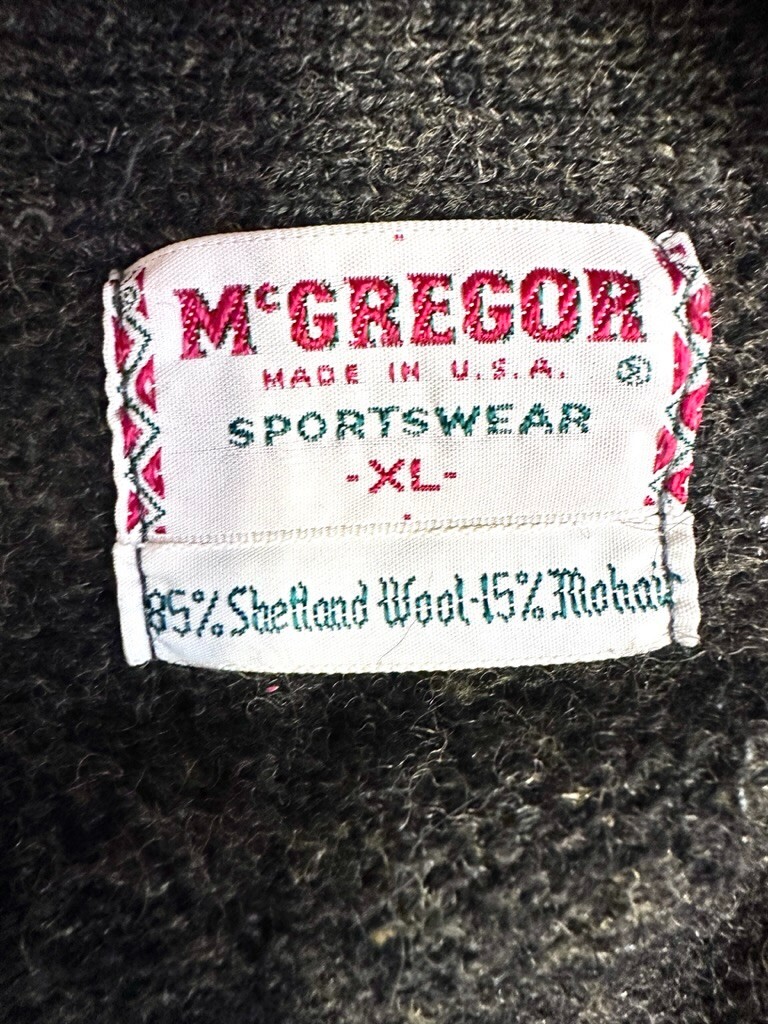 McGREGOR
MADE IN U.S.A. ®
SPORTSWEAR
-XL-
85% Shetland Wool-15% Mohair